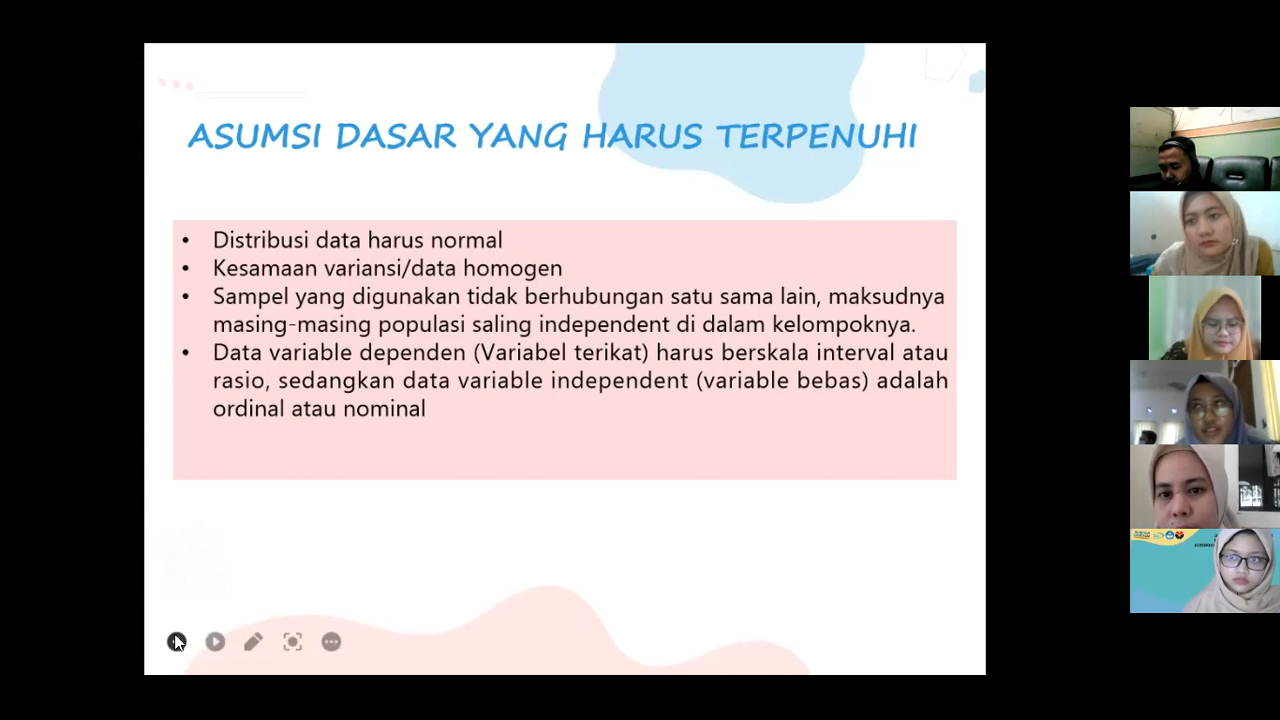 ASUMSI DASAR YANG HARUS TERPENUHI
• Distribusi data harus normal
• Kesamaan variansi/data homogen
• Sampel yang digunakan tidak berhubungan satu sama lain, maksudnya
masing-masing populasi saling independent di dalam kelompoknya.
• Data variable dependen (Variabel terikat) harus berskala interval atau
rasio, sedangkan data variable independent (variable bebas) adalah
ordinal atau nominal